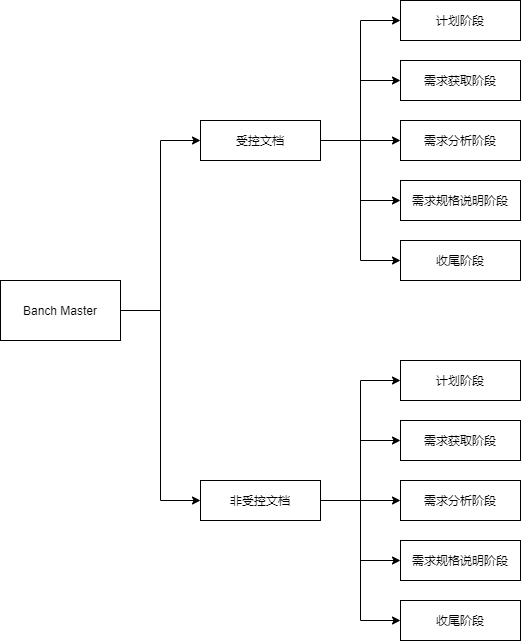 计划阶段
需求获取阶段
受控文档
需求分析阶段
需求规格说明阶段
收尾阶段
Banch Master
计划阶段
需求获取阶段
非受控文档
需求分析阶段
需求规格说明阶段
收尾阶段